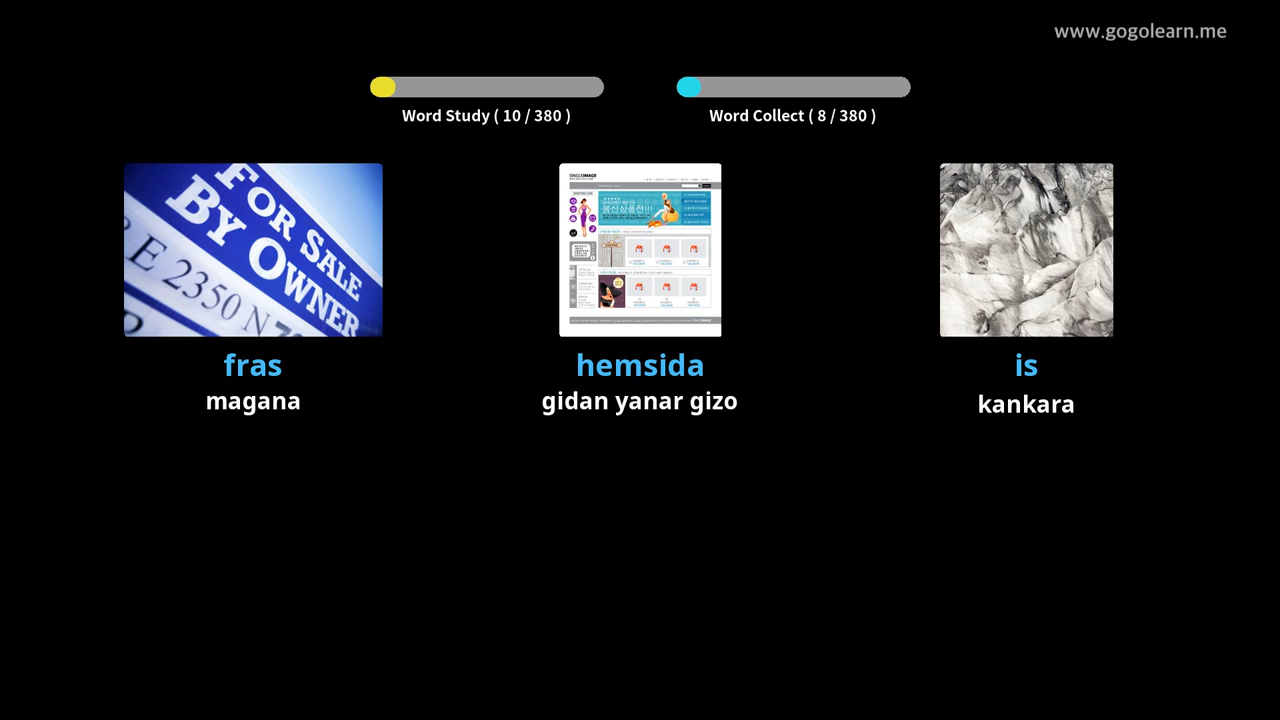 www.gogolearn.me
Word Study ( 10 / 380 )
Word Collect ( 8 / 380 )
FOR SALE
BY OWNER
fras
hemsida
is
magana
gidan yanar gizo
kankara